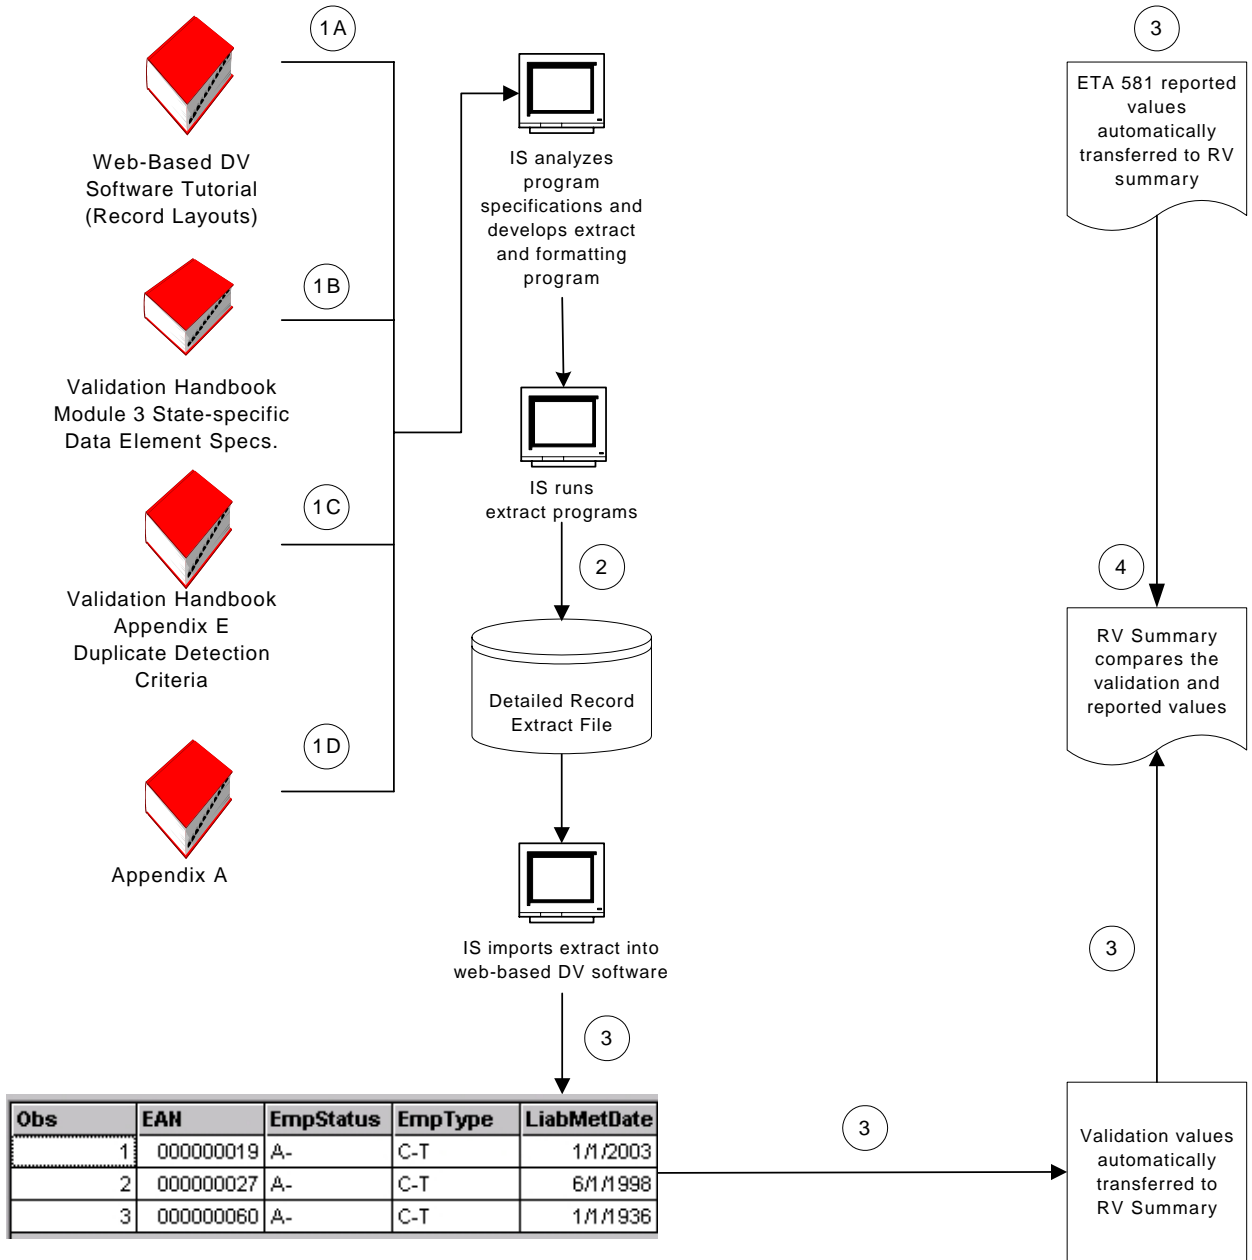 1A
Web-Based DV
Software Tutorial
(Record Layouts)
1B
Validation Handbook
Module 3 State-specific
Data Element Specs.
1C
Validation Handbook
Appendix E
Duplicate Detection
Criteria
1D
Appendix A
IS analyzes
program
specifications and
develops extract
and formatting
program
IS runs
extract programs
2
Detailed Record
Extract File
IS imports extract into
web-based DV software
3
Obs EAN EmpStatus EmpType LiabMetDate
1 000000019 A- C-T 1/1/2003
2 000000027 A- C-T 6/1/1998
3 000000060 A- C-T 1/1/1936
3
Validation values
automatically
transferred to
RV Summary
3
3
ETA 581 reported
values
automatically
transferred to RV
summary
4
RV Summary
compares the
validation and
reported values